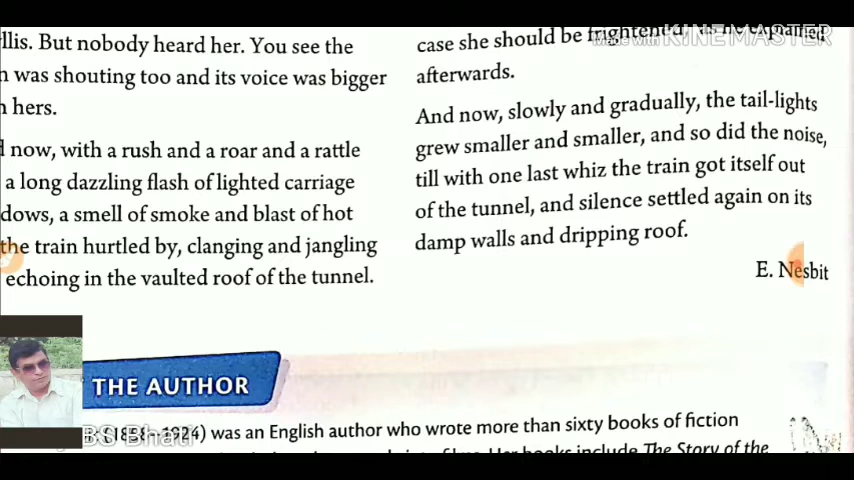 llis. But nobody heard her. You see the
n was shouting too and its voice was bigger
n hers.
d now, with a rush and a roar and a rattle
a long dazzling flash of lighted carriage
dows, a smell of smoke and blast of hot
the train hurtled by, clanging and jangling
echoing in the vaulted roof of the tunnel.
case she should be frightened, as he explained
afterwards.
And now, slowly and gradually, the tail-lights
grew smaller and smaller, and so did the noise,
till with one last whiz the train got itself out
of the tunnel, and silence settled again on its
damp walls and dripping roof.
E. Nesbit
Made with KINEMASTER
THE AUTHOR
(1858–1924) was an English author who wrote more than sixty books of fiction
Her books include The Story of the
BS Bhati